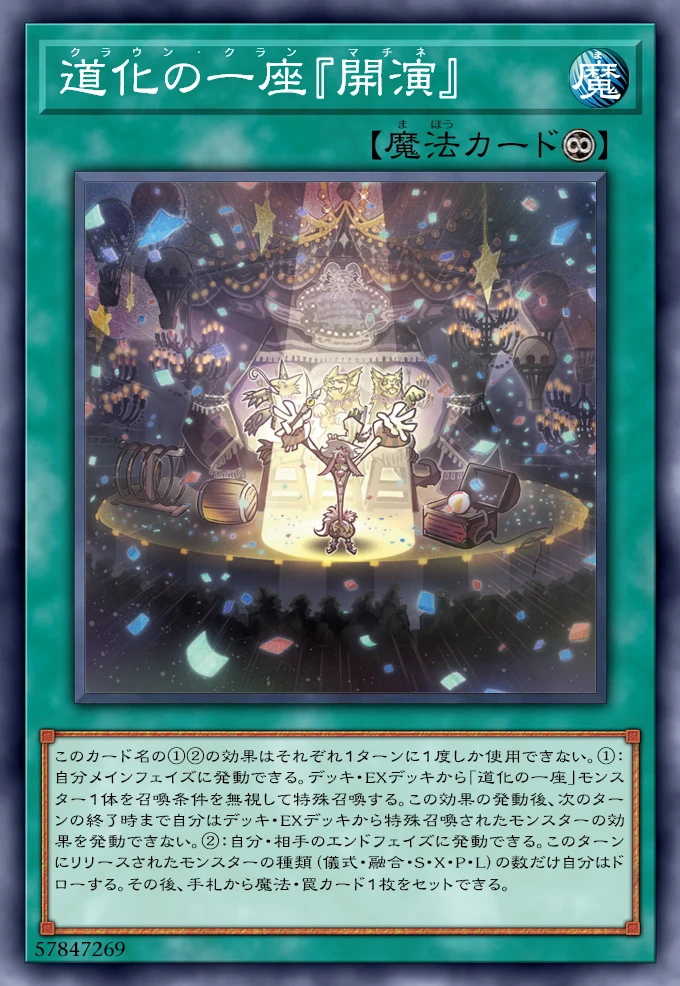 クラウン・クラン マチネ
道化の一座『開演』
ま
魔
ま ほう
【魔法カード∞】
このカード名の①②の効果はそれぞれ1ターンに1度しか使用できない。①：
自分メインフェイズに発動できる。デッキ・EXデッキから「道化の一座」モンス
ター1体を召喚条件を無視して特殊召喚する。この効果の発動後、次のター
ンの終了時まで自分はデッキ・EXデッキから特殊召喚されたモンスターの効
果を発動できない。②：自分・相手のエンドフェイズに発動できる。このターン
にリリースされたモンスターの種類（儀式・融合・S・X・P・L）の数だけ自分はド
ローする。その後、手札から魔法・罠カード1枚をセットできる。
57847269